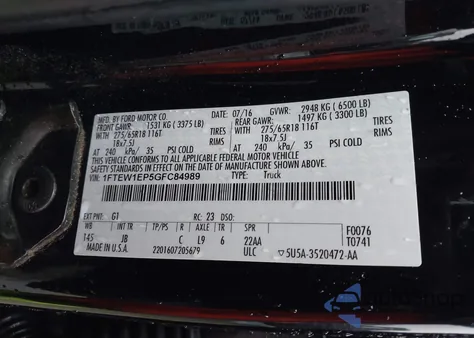 MFD. BY FORD MOTOR CO.
07/16 GVWR: 2948 KG (6500 LB)
FRONT GAWR: 1531 KG (3375 LB) REAR GAWR: 1497 KG (3300 LB)
275/65R18 116T TIRES 275/65R18 116T TIRES
18x7.5J RIMS 18x7.5J RIMS
AT 240 kPa/ 35 PSI COLD AT 240 kPa/ 35 PSI COLD
THIS VEHICLE CONFORMS TO ALL APPLICABLE FEDERAL MOTOR VEHICLE
SAFETY STANDARDS IN EFFECT ON THE DATE OF MANUFACTURE SHOWN ABOVE.
VIN: 1FTEW1EP5GFC84989 TYPE: Truck
EXT PNT: G1 RC: 23 DSO:
WB INT TR TP/PS R AXLE TR SPR F0076
145 JB C L9 6 22AA T0741
MADE IN U.S.A. 2201607205679 ULC 5U5A-3520472-AA